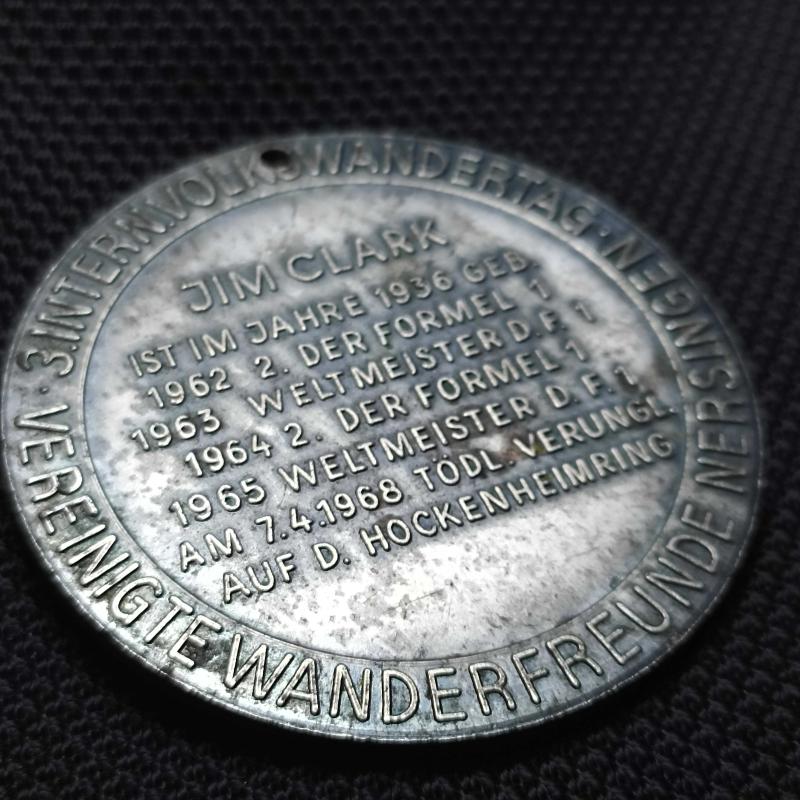 3. INTERN. VOLKSWANDERTAG · NERSINGEN
JIM CLARK
IST IM JAHRE 1936 GEB.
1962 2. DER FORMEL 1
1963 WELTMEISTER D. F. 1
1964 2. DER FORMEL 1
1965 WELTMEISTER D. F. 1
AM 7.4.1968 TÖDL. VERUNGL.
AUF D. HOCKENHEIMRING
VEREINIGTE WANDERFREUNDE NERSINGEN